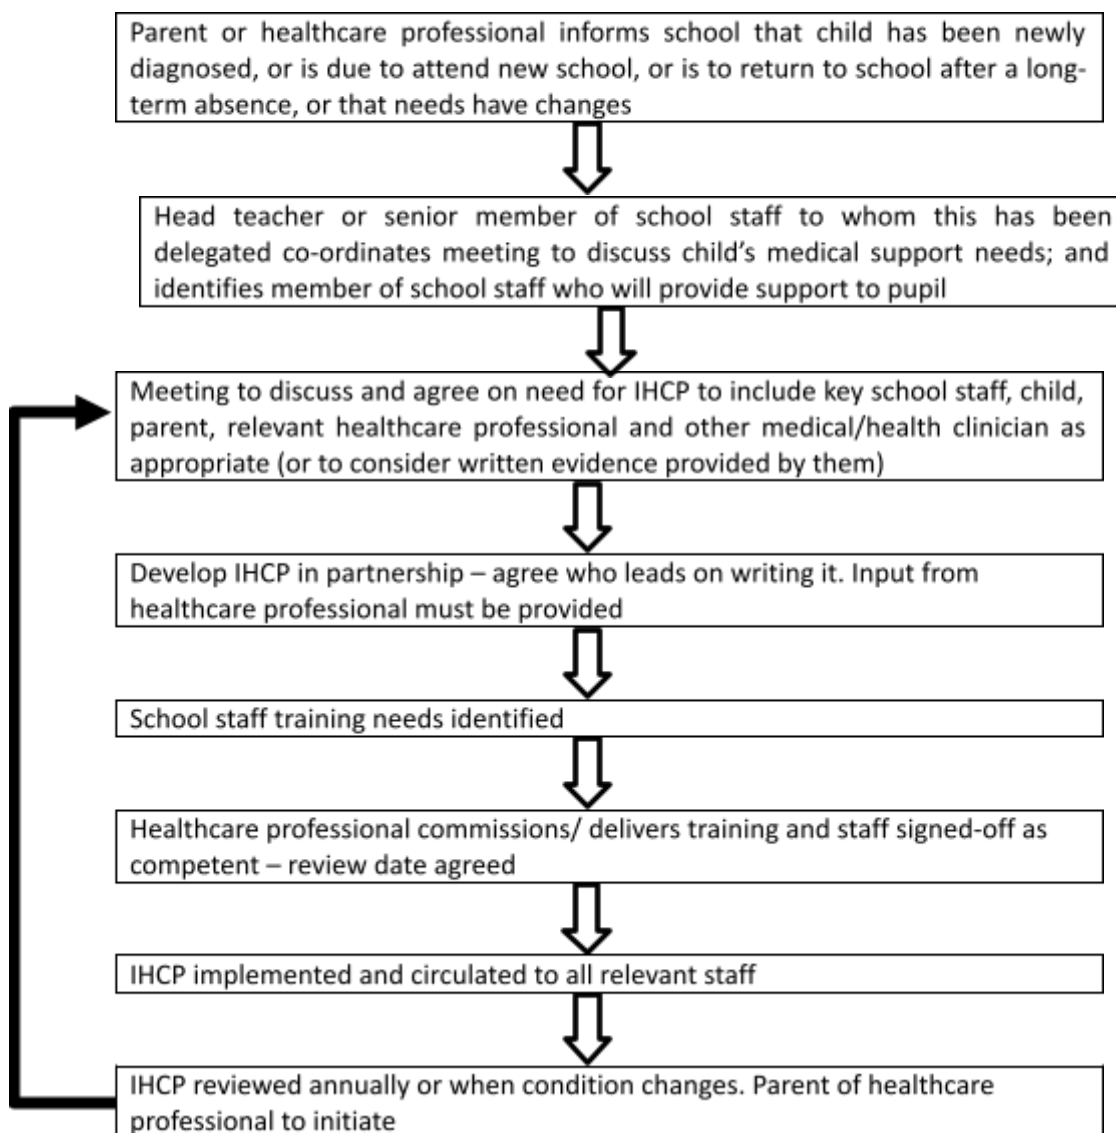 Parent or healthcare professional informs school that child has been newly
diagnosed, or is due to attend new school, or is to return to school after a long-
term absence, or that needs have changes
Head teacher or senior member of school staff to whom this has been
delegated co-ordinates meeting to discuss child's medical support needs; and
identifies member of school staff who will provide support to pupil
Meeting to discuss and agree on need for IHCP to include key school staff, child,
parent, relevant healthcare professional and other medical/health clinician as
appropriate (or to consider written evidence provided by them)
Develop IHCP in partnership – agree who leads on writing it. Input from
healthcare professional must be provided
School staff training needs identified
Healthcare professional commissions/ delivers training and staff signed-off as
competent – review date agreed
IHCP implemented and circulated to all relevant staff
IHCP reviewed annually or when condition changes. Parent of healthcare
professional to initiate